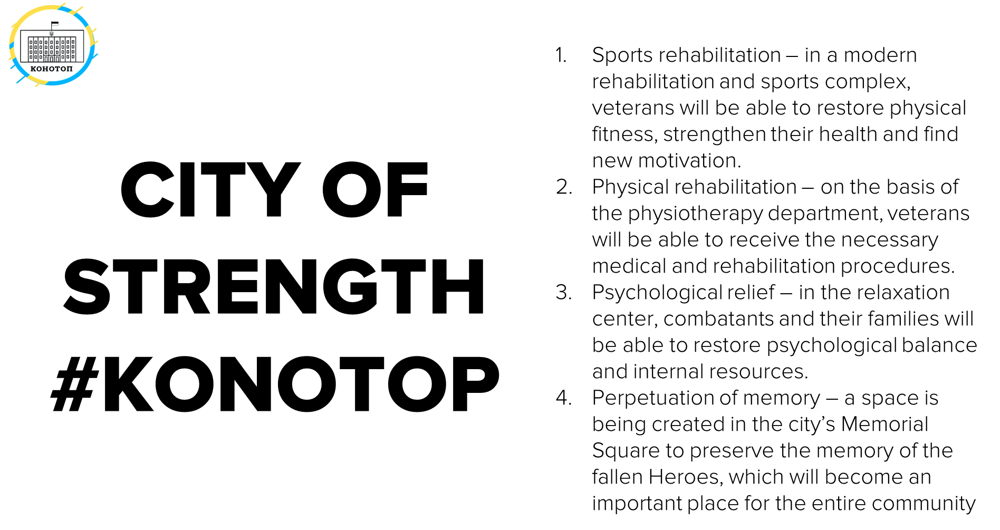 КОНОТОП
CITY OF
STRENGTH
#KONOTOP
1. Sports rehabilitation – in a modern
rehabilitation and sports complex,
veterans will be able to restore physical
fitness, strengthen their health and find
new motivation.
2. Physical rehabilitation – on the basis of
the physiotherapy department, veterans
will be able to receive the necessary
medical and rehabilitation procedures.
3. Psychological relief – in the relaxation
center, combatants and their families will
be able to restore psychological balance
and internal resources.
4. Perpetuation of memory – a space is
being created in the city’s Memorial
Square to preserve the memory of the
fallen Heroes, which will become an
important place for the entire community